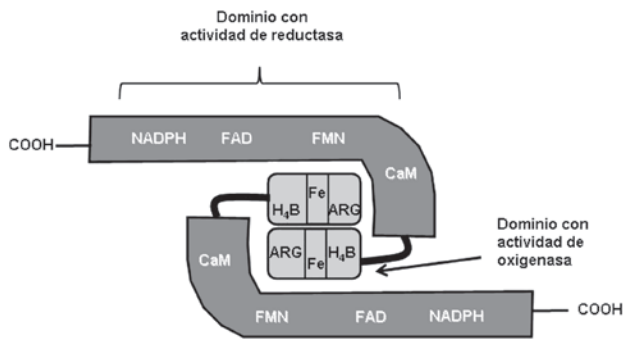 Dominio con
actividad de reductasa
NADPH FAD FMN
COOH
CaM
Fe
H₄B ARG
Dominio con
actividad de
oxigenasa
ARG H₄B
Fe
CaM
COOH
FMN FAD NADPH